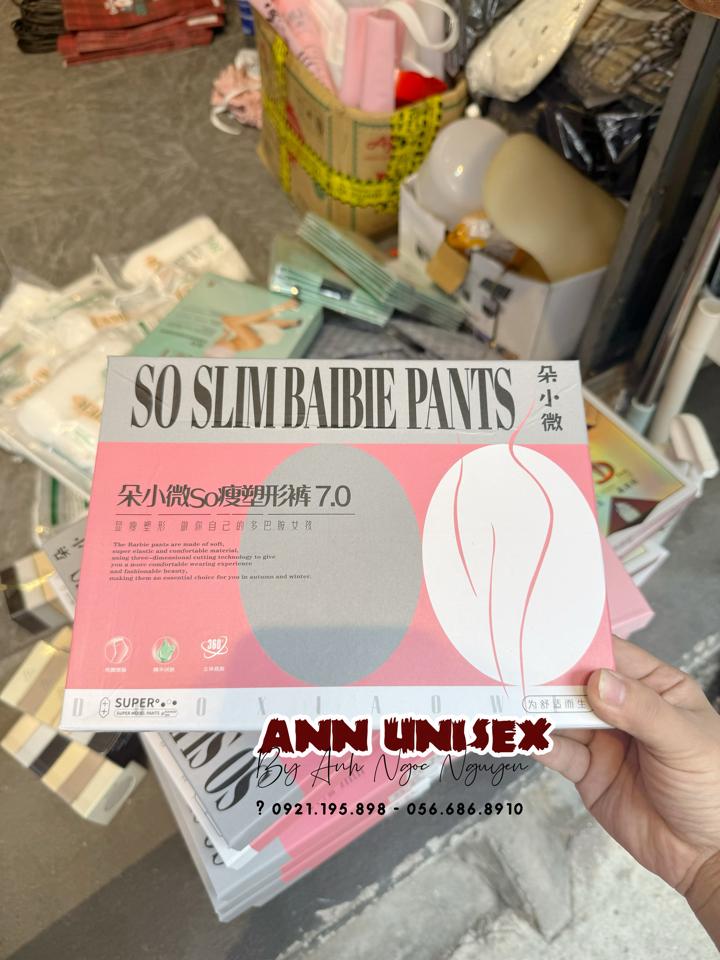 SO SLIM BAIBIE PANTS
朵小微
朵小微So瘦塑形裤 7.0
显瘦塑形 做你自己的多巴胺女孩
The Barbie pants are made of soft,
super elastic and comfortable material,
using three-dimensional cutting technology to give
you a more comfortable wearing experience
and fashionable beauty,
making them an essential choice for you in autumn and winter.
360°
SUPER
SUPER MODEL PANTS
D U O X I A O W
为舒适而生
ANN UNISEX
By Anh Ngoc Nguyen
? 0921.195.898 - 056.686.8910